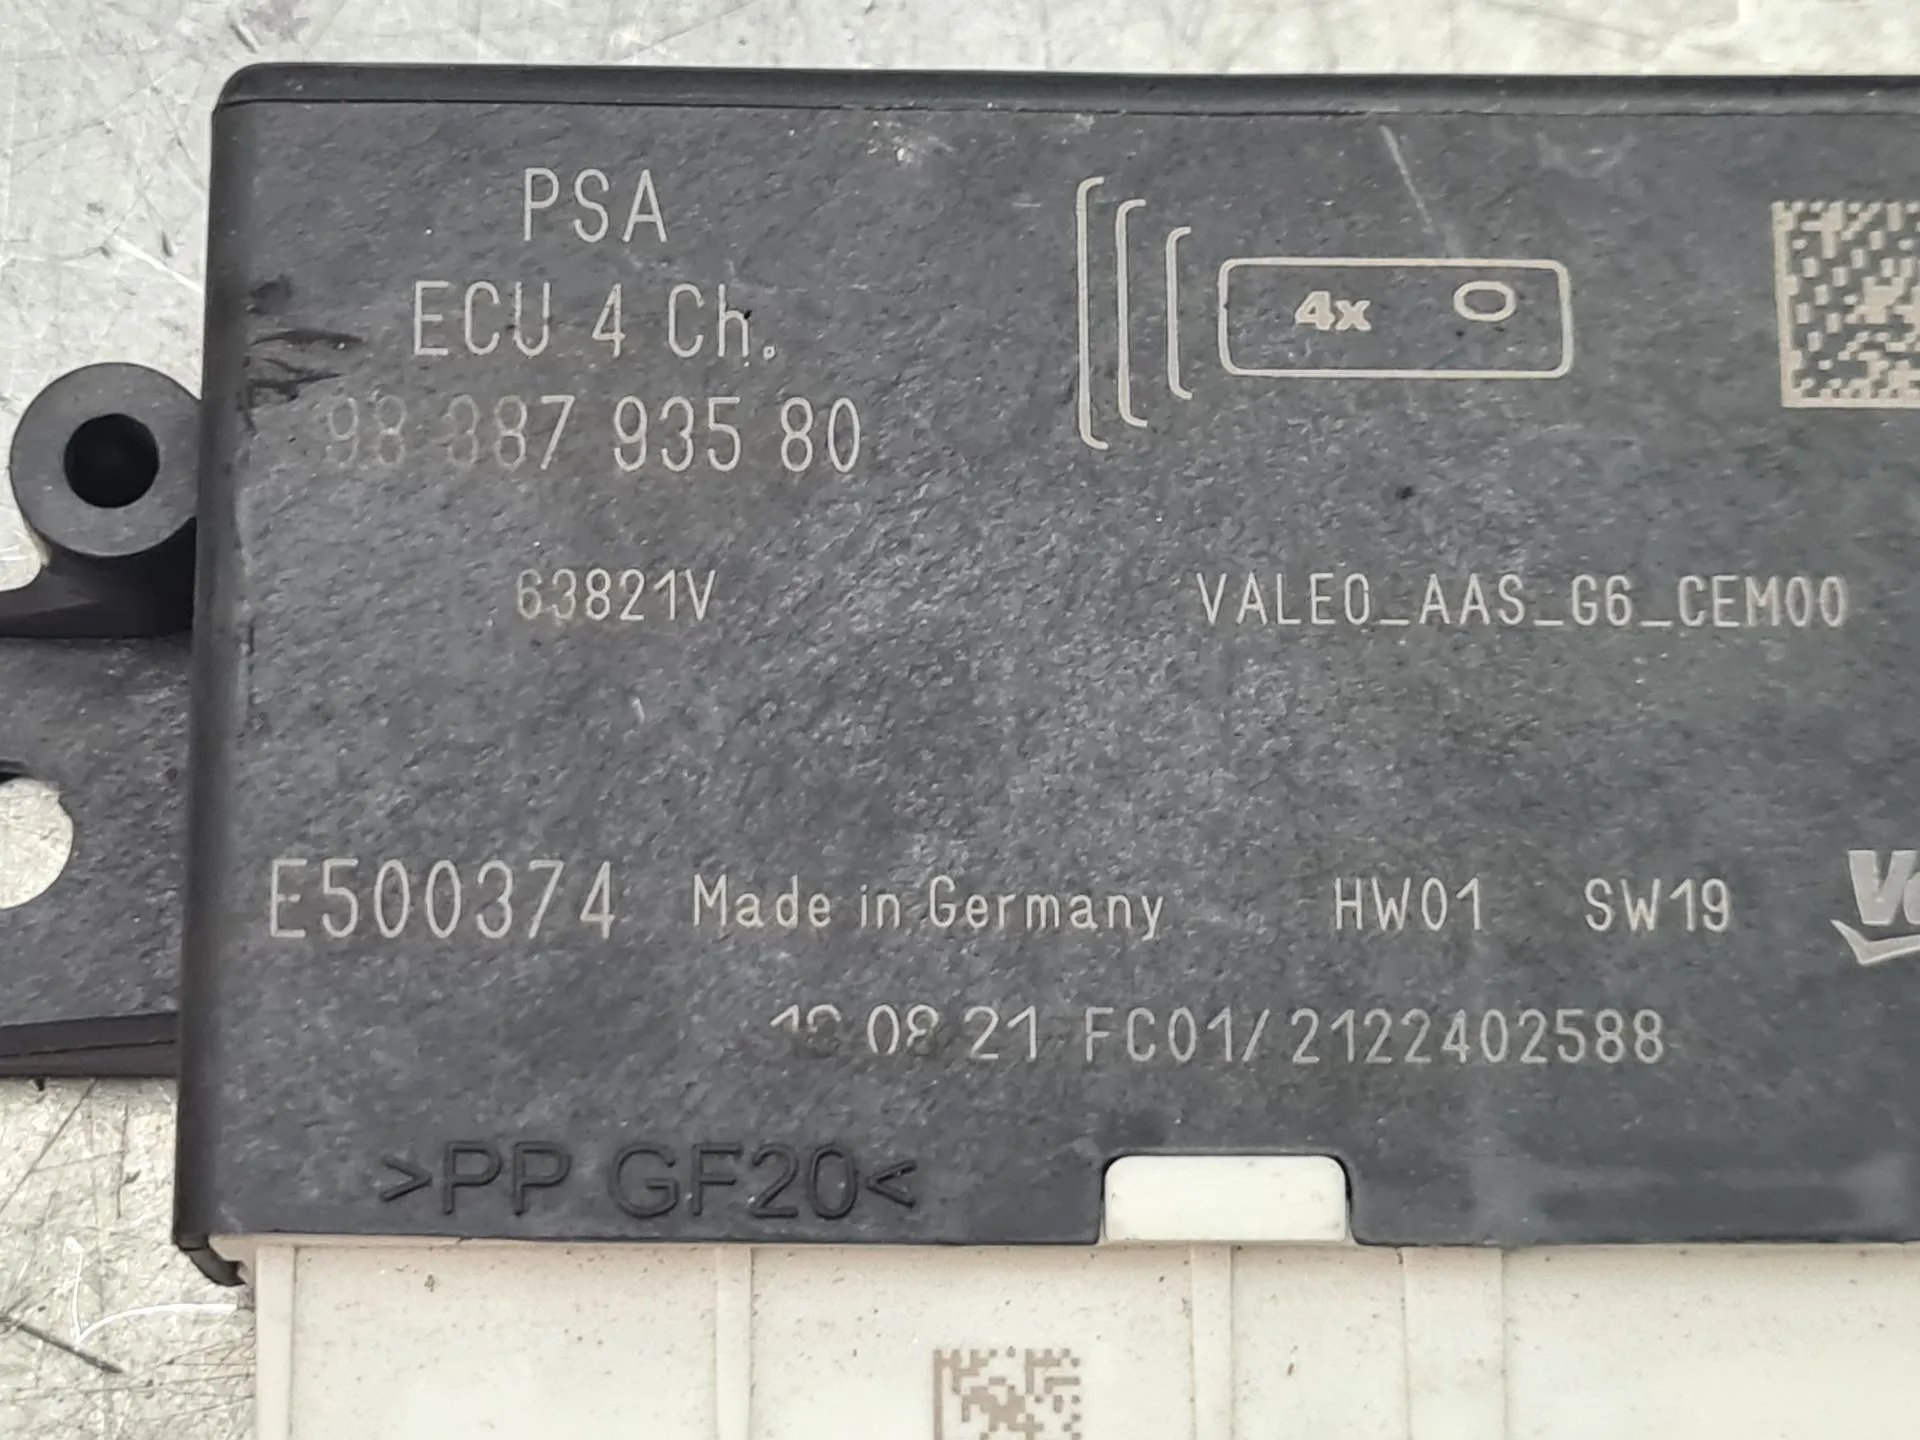 PSA
ECU 4 Ch.
4x
98 387 935 80
63821V
VALEO_AAS_G6_CEM00
E500374 Made in Germany HW01 SW19
08 21 FC01/2122402588
>PP GF20<